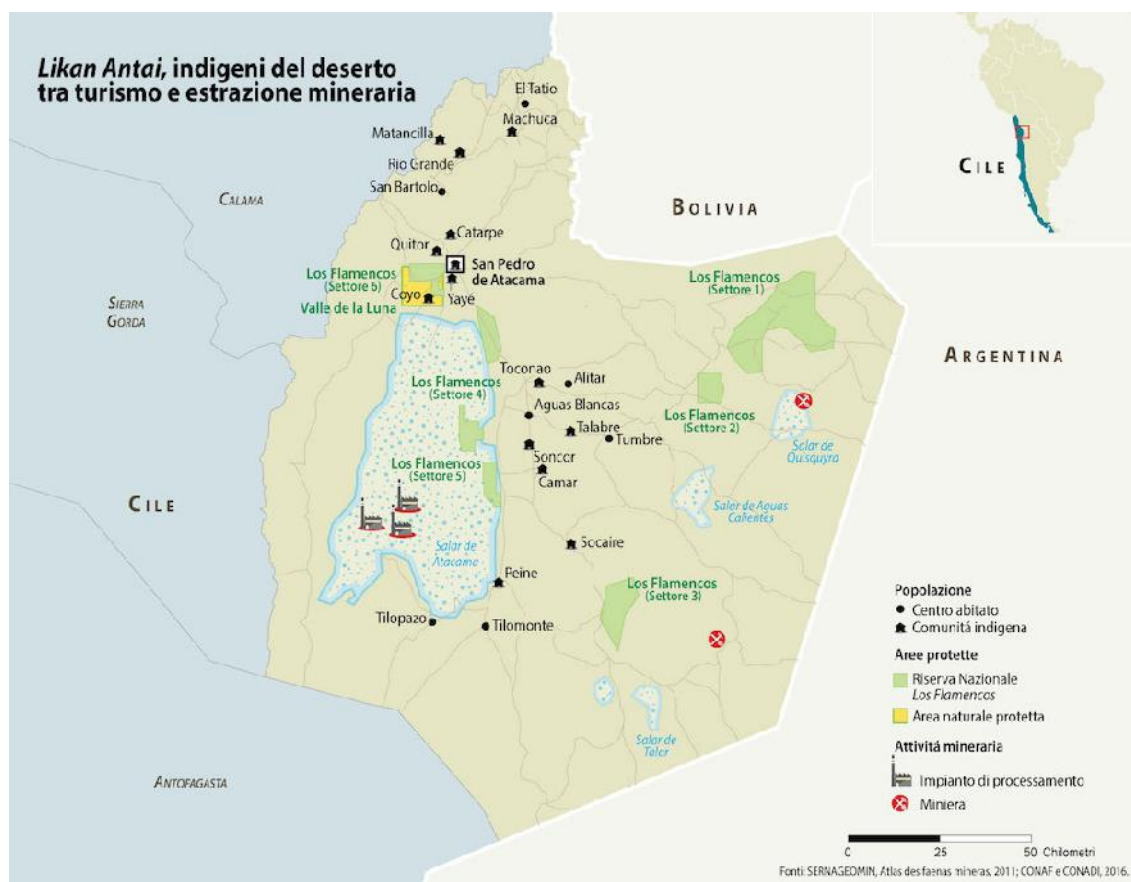 Likan Antai, indigeni del deserto
tra turismo e estrazione mineraria
El Tatio
Machuca
Matancilla
Rio Grande
San Bartolo
CALAMA
BOLIVIA
CILE
Catarpe
Quitor
San Pedro
de Atacama
Los Flamencos
(Settore 6)
Coyo
Yaye
Valle de la Luna
Los Flamencos
(Settore 1)
SIERRA
GORDA
ARGENTINA
Toconao
Alitar
Los Flamencos
(Settore 4)
Aguas Blancas
Talabre
Tumbre
Los Flamencos
(Settore 2)
Salar de
Soncor
Camar
Los Flamencos
(Settore 5)
CILE
Salar de Aguas
Calientes
Salar de
Atacama
Socaire
Peine
Los Flamencos
(Settore 3)
Tilopazo
Tilomonte
Salar de
ANTOFAGASTA
Popolazione
Centro abitato
Comunitá indigena
Aree protette
Riserva Nazionale
Los Flamencos
Area naturale protetta
Attivitá mineraria
Impianto di processamento
Miniera
0 25 50 Chilometri
Fonti: SERNAGEOMIN, Atlas des faenas mineras, 2011; CONAF e CONADI, 2016.